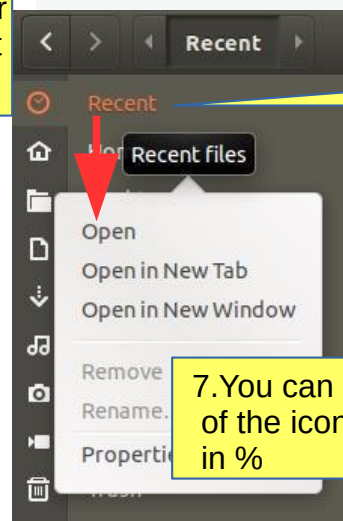 r
t
Recent
Recent
Recent files
Open
Open in New Tab
Open in New Window
Remove
Rename.
7.You can
of the icon
in %
Trash